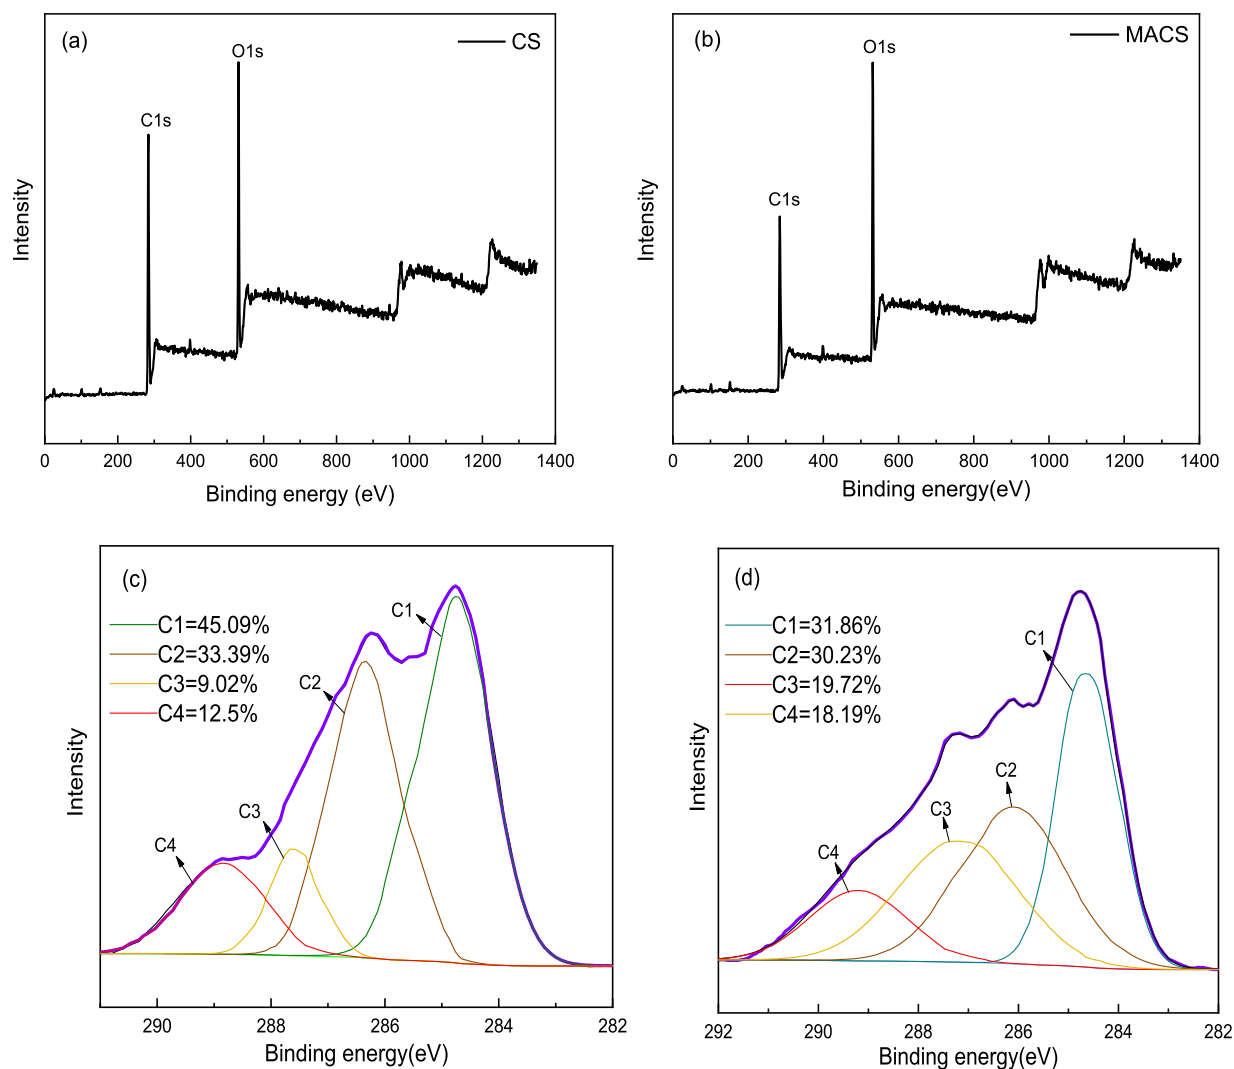 (a)
CS
O1s
C1s
Intensity
0 200 400 600 800 1000 1200 1400
Binding energy (eV)
(b)
MACS
O1s
C1s
Intensity
0 200 400 600 800 1000 1200 1400
Binding energy(eV)
(c)
C1=45.09%
C2=33.39%
C3=9.02%
C4=12.5%
C1
C2
C3
C4
Intensity
290 288 286 284 282
Binding energy(eV)
(d)
C1=31.86%
C2=30.23%
C3=19.72%
C4=18.19%
C1
C2
C3
C4
Intensity
292 290 288 286 284 282
Binding energy(eV)